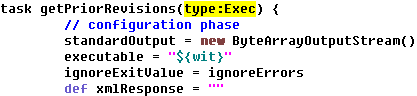 task getPriorRevisions(type:Exec) {
// configuration phase
standardOutput = new ByteArrayOutputStream()
executable = "${wit}"
ignoreExitValue = ignoreErrors
def xmlResponse = ""